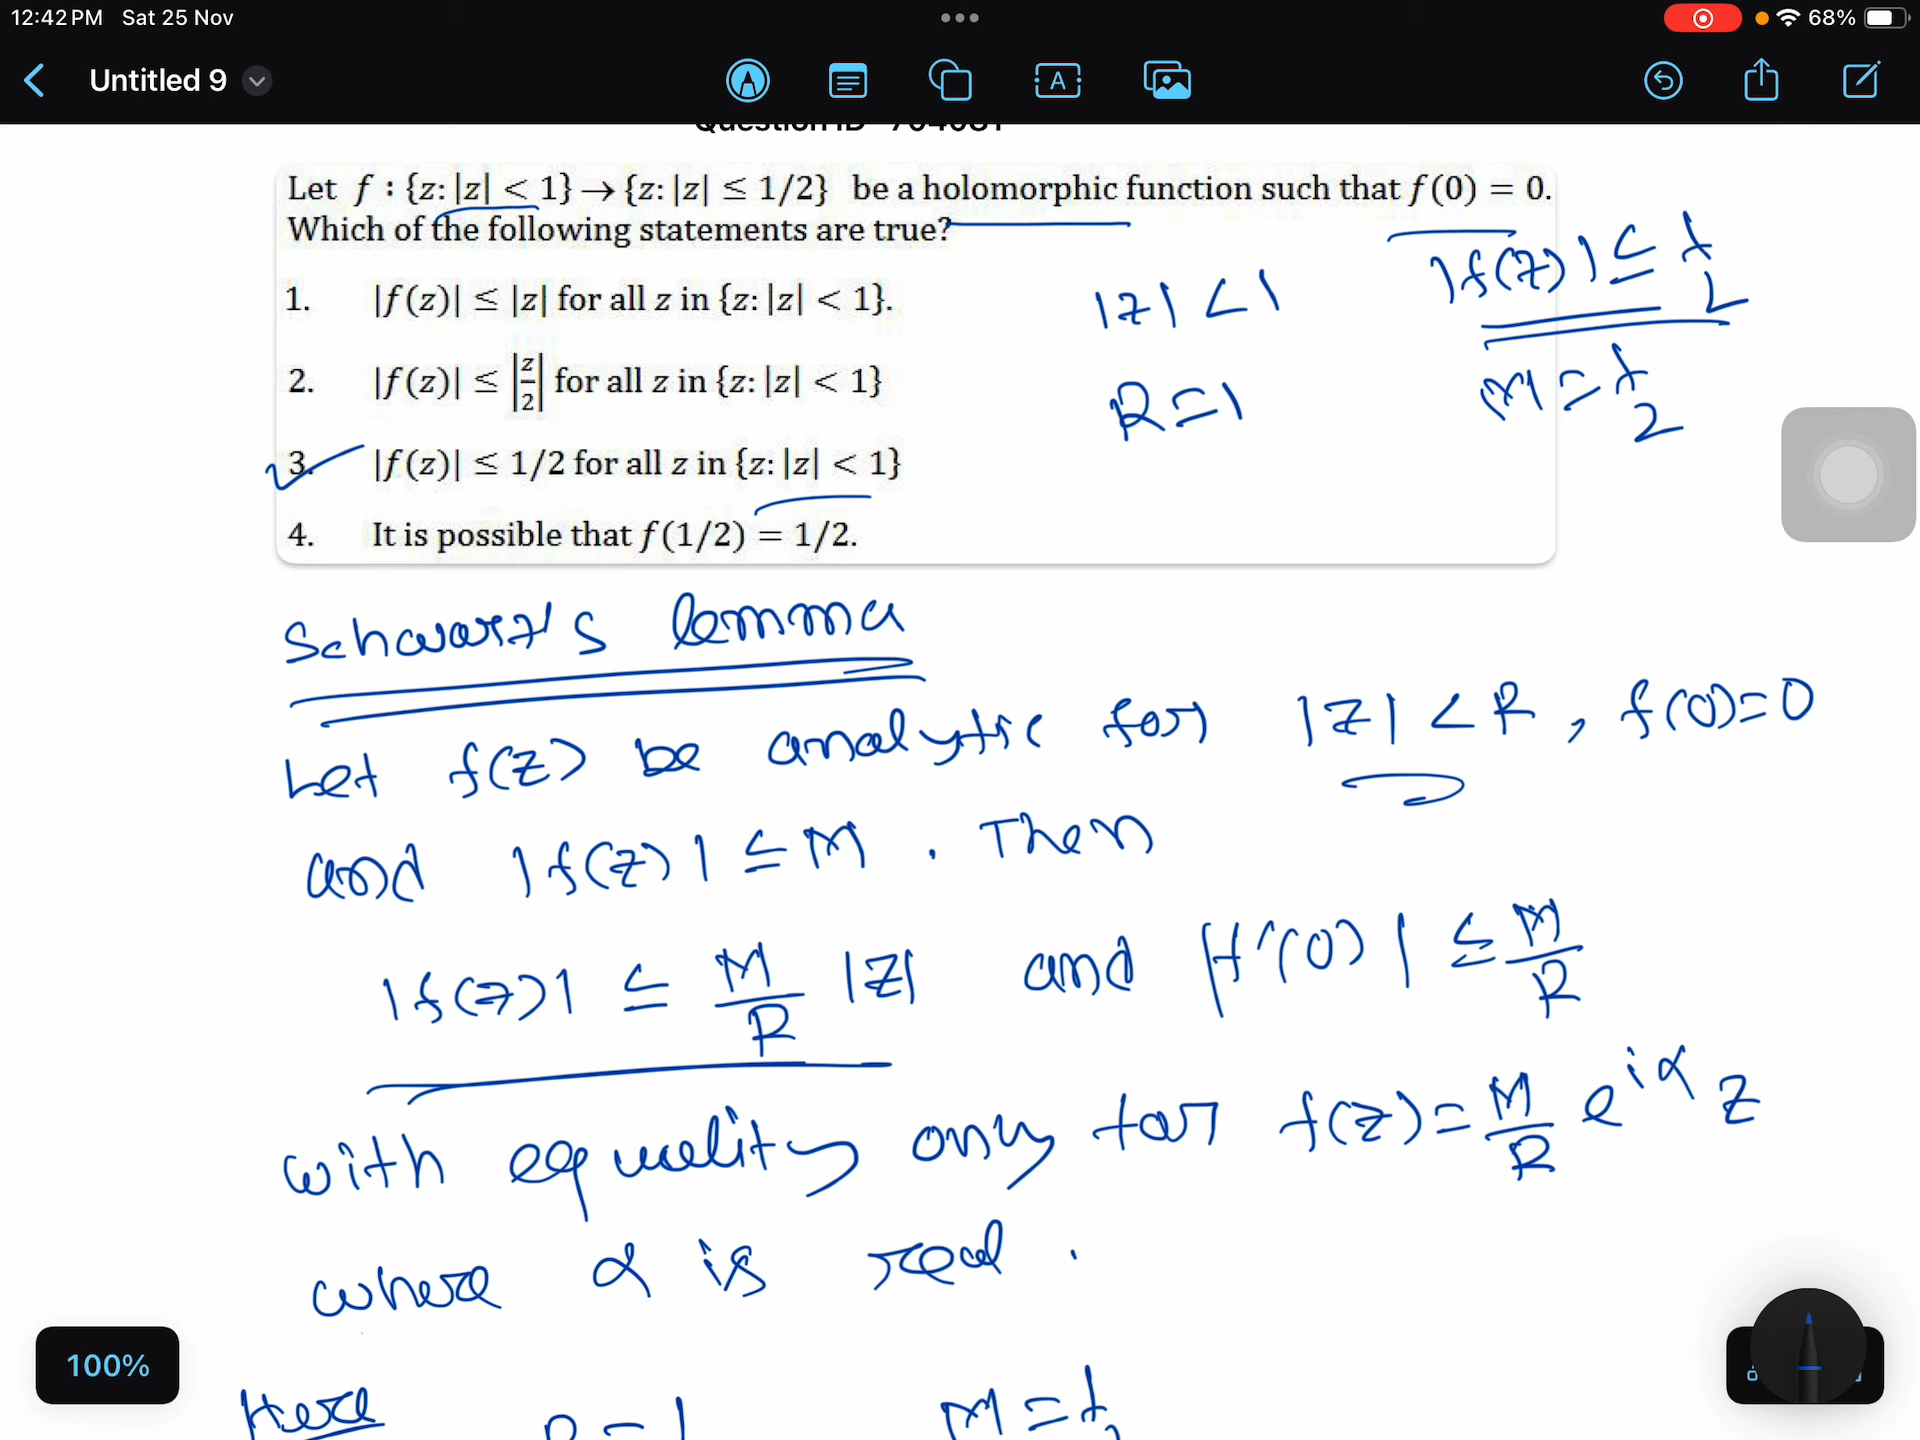 12:42 PM Sat 25 Nov
68%
Untitled 9
A
Let f : {z: |z| < 1} → {z: |z| ≤ 1/2} be a holomorphic function such that f(0) = 0.
Which of the following statements are true?
1. |f(z)| ≤ |z| for all z in {z: |z| < 1}.
2. |f(z)| ≤ |z/2| for all z in {z: |z| < 1}
3. |f(z)| ≤ 1/2 for all z in {z: |z| < 1}
4. It is possible that f(1/2) = 1/2.
|z| < 1
|f(z)| ≤ 1/2
R = 1
M = 1/2
Schwarz's lemma
Let f(z) be analytic for |z| < R, f(0) = 0
and |f(z)| ≤ M. Then
|f(z)| ≤ M/R |z| and |f'(0)| ≤ M/R
with equality only for f(z) = M/R e^{iα} z
where α is real.
100%
Here R = 1 M = 1/2